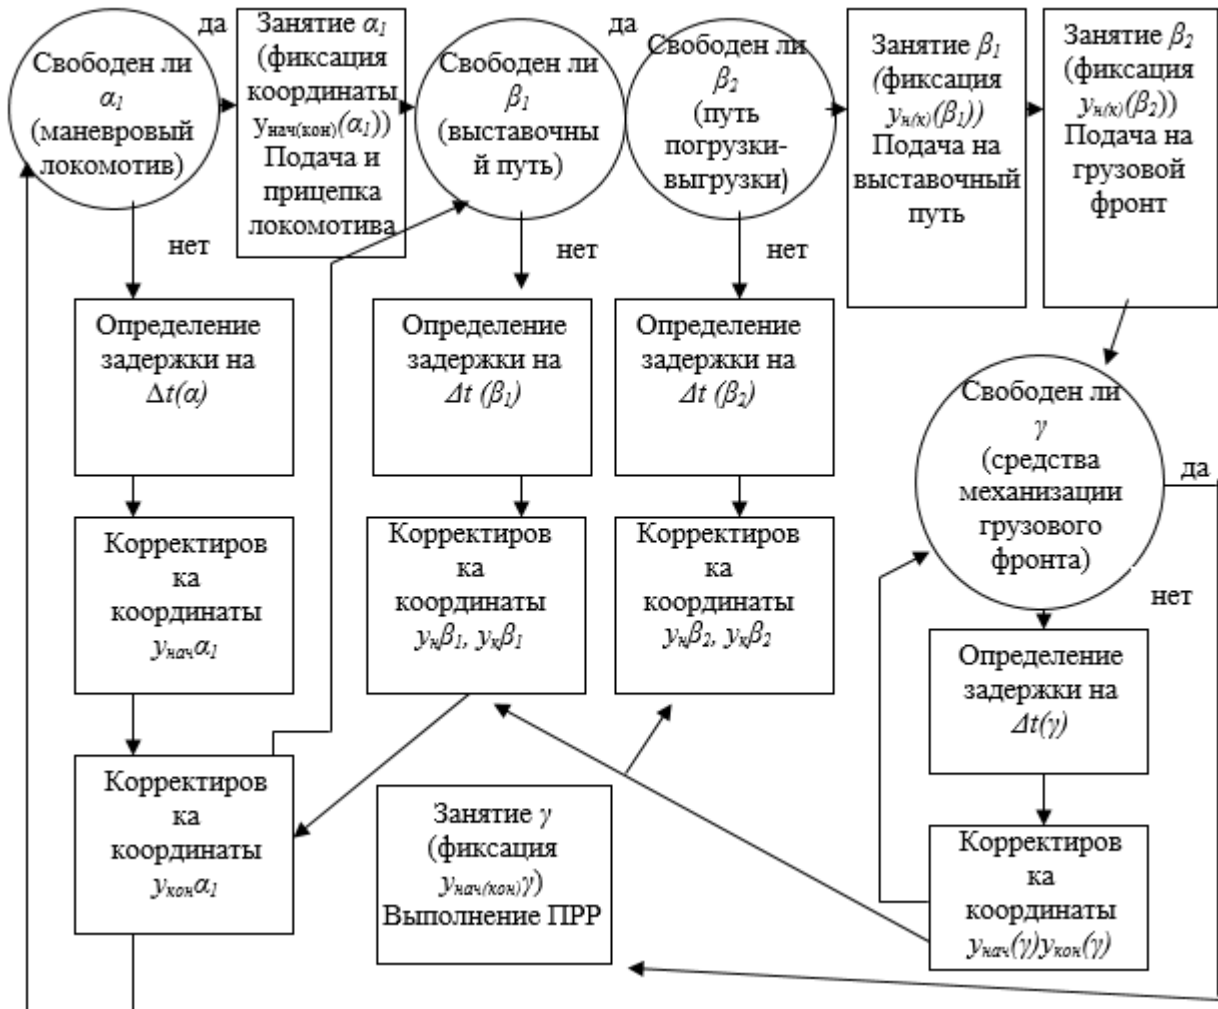 Свободен ли
α1
(маневровый
локомотив)
да
Занятие α1
(фиксация
координаты
yнач(кон)(α1))
Подача и
прицепка
локомотива
Свободен ли
β1
(выставочны
й путь)
да
Свободен ли
β2
(путь
погрузки-
выгрузки)
Занятие β1
(фиксация
yн(к)(β1))
Подача на
выставочный
путь
Занятие β2
(фиксация
yн(к)(β2))
Подача на
грузовой
фронт
нет
нет
нет
Определение
задержки на
Δt(α)
Определение
задержки на
Δt (β1)
Определение
задержки на
Δt (β2)
Свободен ли
γ
(средства
механизации
грузового
фронта)
да
нет
Корректиров
ка
координаты
yначα1
Корректиров
ка
координаты
yнβ1, yкβ1
Корректиров
ка
координаты
yнβ2, yкβ2
Определение
задержки на
Δt(γ)
Корректиров
ка
координаты
yконα1
Занятие γ
(фиксация
yнач(кон)γ)
Выполнение ПРР
Корректиров
ка
координаты
yнач(γ)yкон(γ)